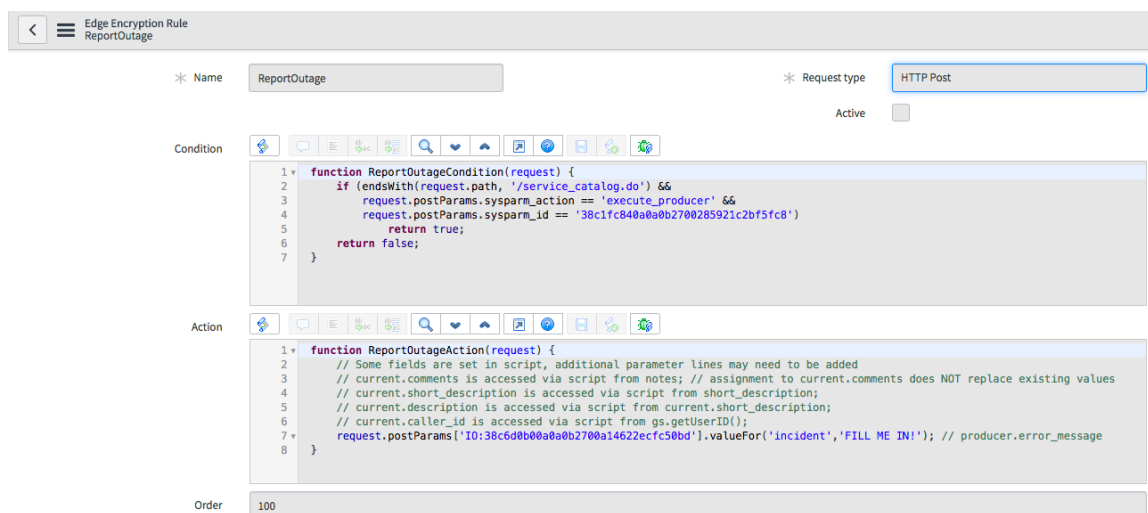 Edge Encryption Rule
ReportOutage
Name
ReportOutage
Request type
HTTP Post
Active
Condition
1 function ReportOutageCondition(request) {
2 if (endsWith(request.path, '/service_catalog.do') &&
3 request.postParams.sysparm_action == 'execute_producer' &&
4 request.postParams.sysparm_id == '38c1fc840a0a0b2700285921c2bf5fc8')
5 return true;
6 return false;
7 }
Action
1 function ReportOutageAction(request) {
2 // Some fields are set in script, additional parameter lines may need to be added
3 // current.comments is accessed via script from notes; // assignment to current.comments does NOT replace existing values
4 // current.short_description is accessed via script from short_description;
5 // current.description is accessed via script from current.short_description;
6 // current.caller_id is accessed via script from gs.getUserID();
7 request.postParams['IO:38c6d0b00a0a0b2700a14622ecfc50bd'].valueFor('incident','FILL ME IN!'); // producer.error_message
8 }
Order
100